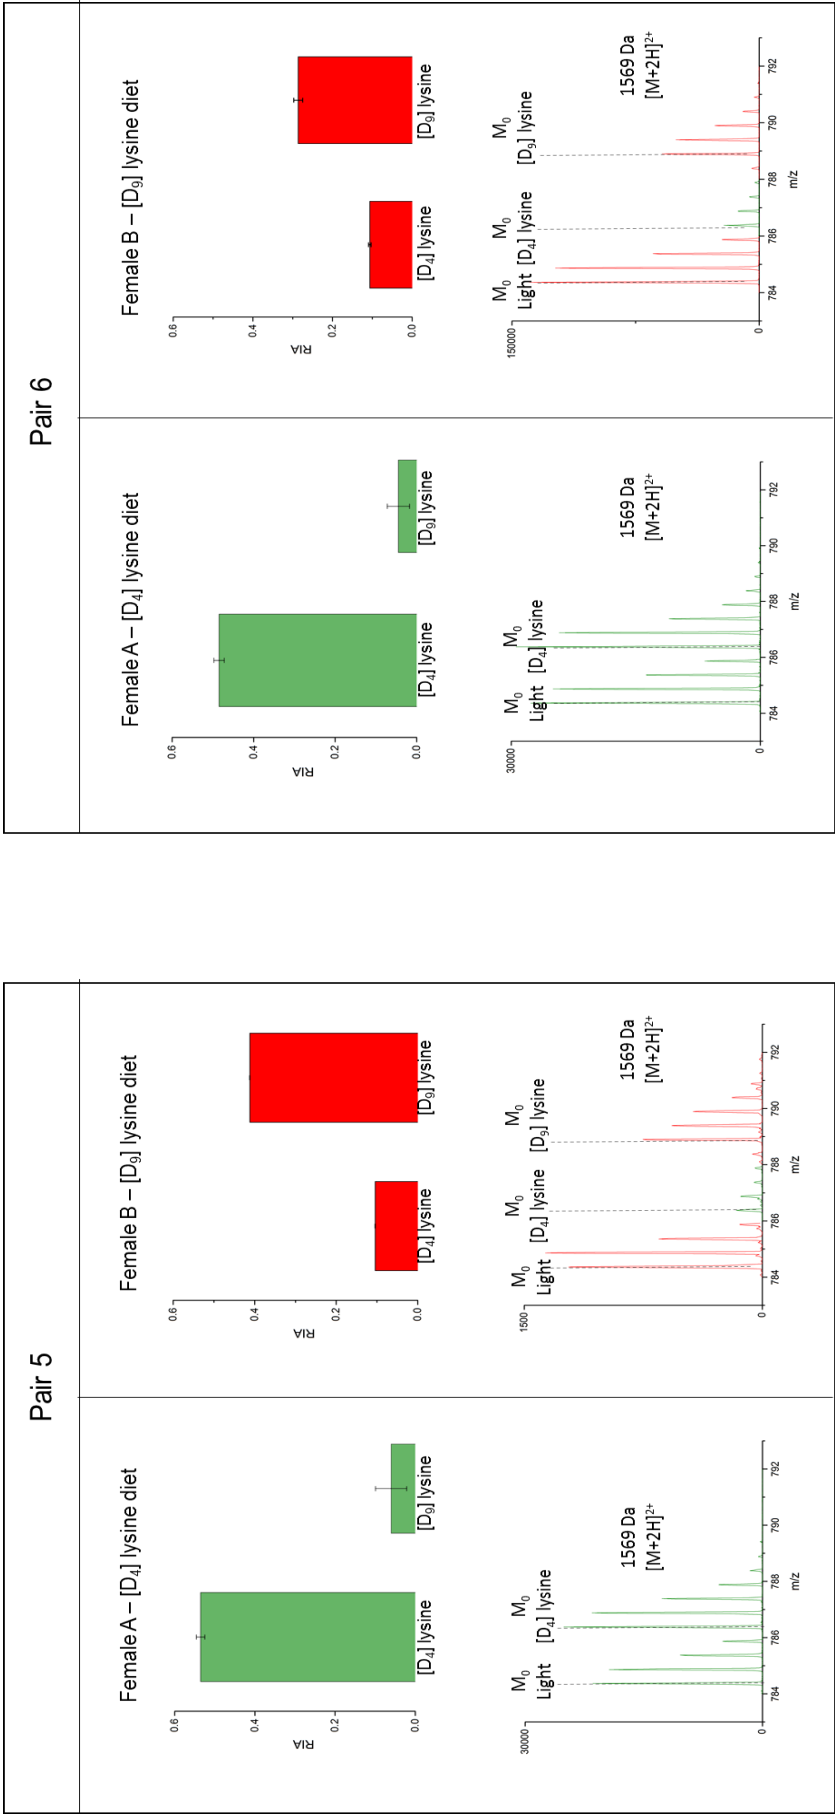 Pair 5
Female A – [D4] lysine diet
0.6
0.4
0.2
0.0
RIA
[D4] lysine
[D9] lysine
30000
0
M0
Light
M0
[D4] lysine
1569 Da
[M+2H]2+
784
786
788
790
792
m/z
Female B – [D9] lysine diet
0.6
0.4
0.2
0.0
RIA
[D4] lysine
[D9] lysine
1500
0
M0
Light
M0
[D4] lysine
M0
[D9] lysine
1569 Da
[M+2H]2+
784
786
788
790
792
m/z
Pair 6
Female A – [D4] lysine diet
0.6
0.4
0.2
0.0
RIA
[D4] lysine
[D9] lysine
30000
0
M0
Light
M0
[D4] lysine
1569 Da
[M+2H]2+
784
786
788
790
792
m/z
Female B – [D9] lysine diet
0.6
0.4
0.2
0.0
RIA
[D4] lysine
[D9] lysine
150000
0
M0
Light
M0
[D4] lysine
M0
[D9] lysine
1569 Da
[M+2H]2+
784
786
788
790
792
m/z